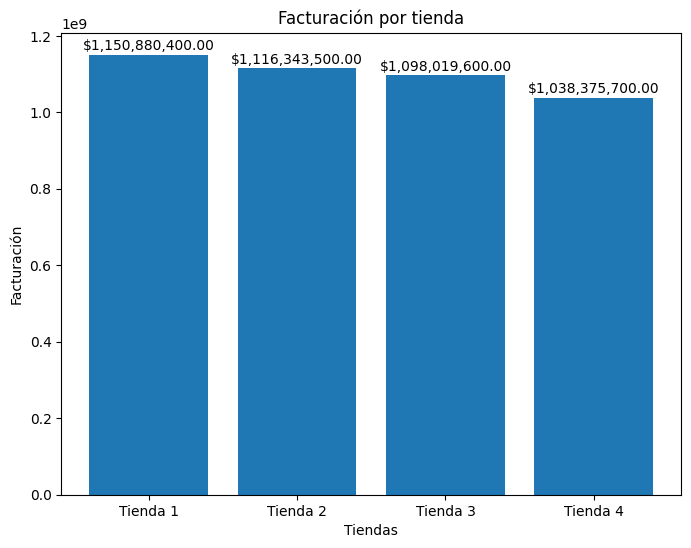 Facturación por tienda
1e9
$1,150,880,400.00
$1,116,343,500.00
$1,098,019,600.00
$1,038,375,700.00
1.2
1.0
0.8
0.6
0.4
0.2
0.0
Facturación
Tienda 1
Tienda 2
Tienda 3
Tienda 4
Tiendas